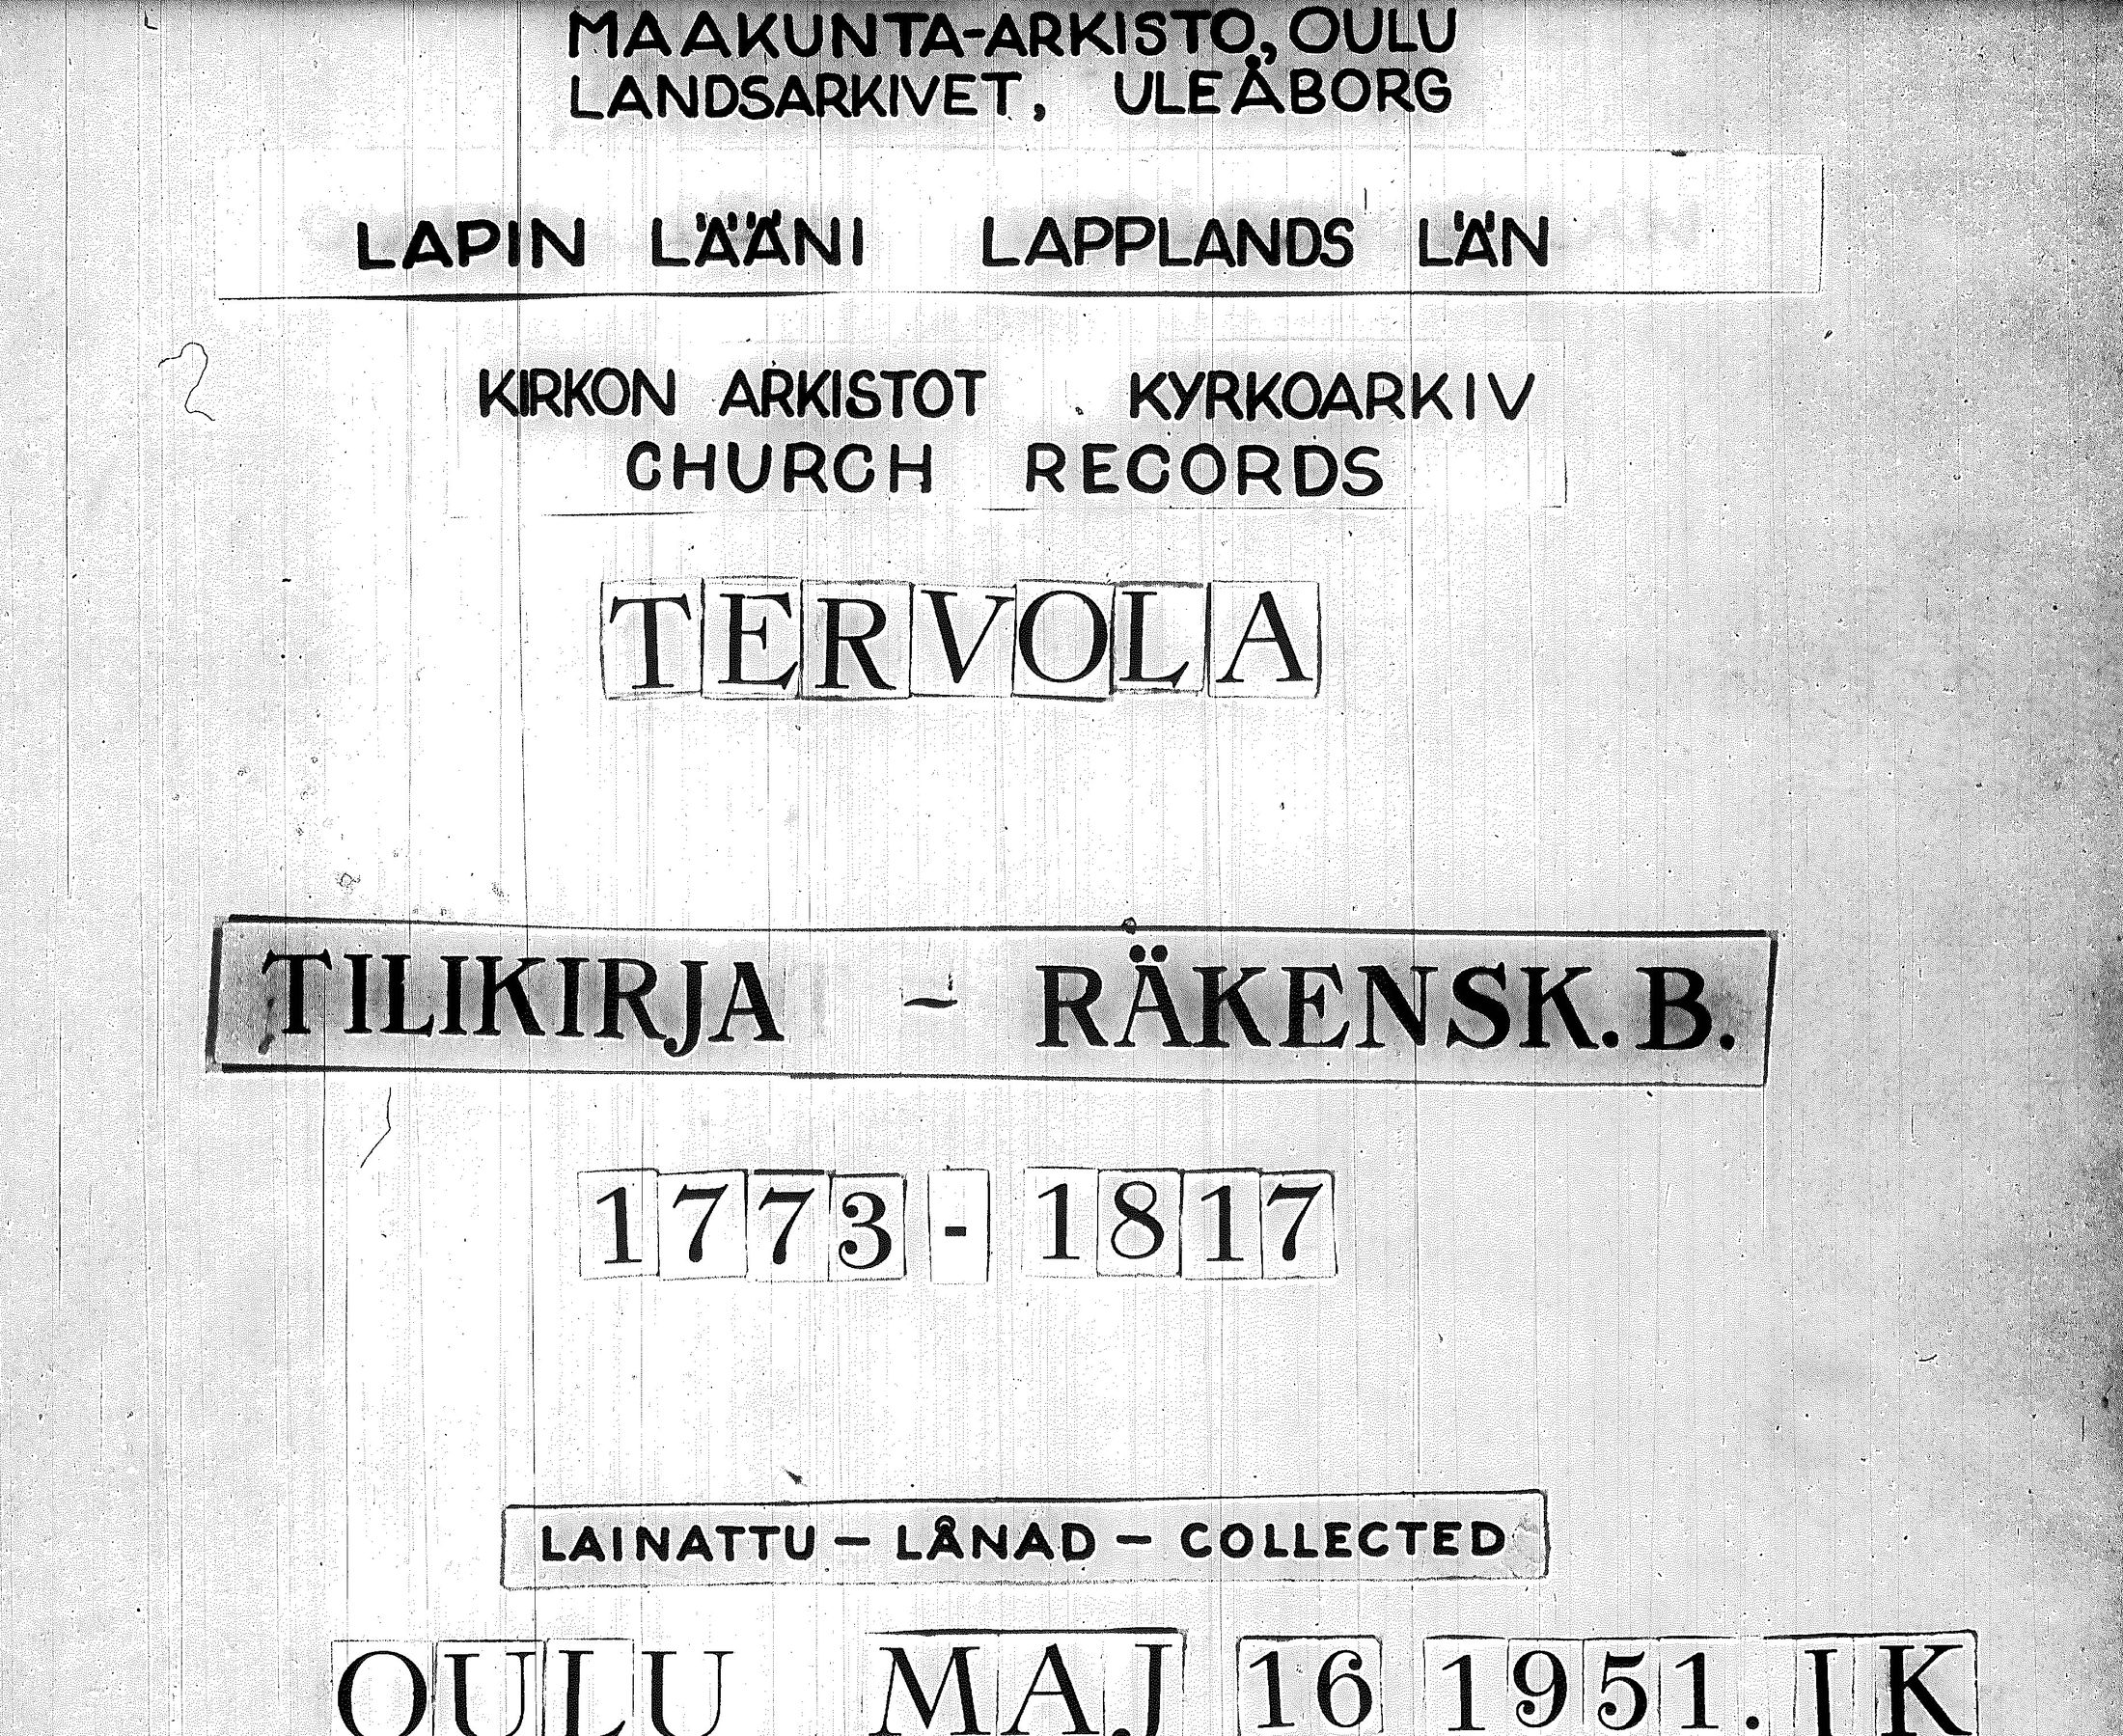 MAAKUNTA-ARKISTO, OULU
LANDSARKIVET, ULEÅBORG
LAPIN LÄÄNI LAPPLANDS LÄN
KIRKON ARKISTOT KYRKOARKIV
CHURCH RECORDS
TERVOLA
TILIKIRJA - RÄKENSK.B.
1773 - 1817
LAINATTU - LÅNAD - COLLECTED
OULU MAJ 16 1951. JK